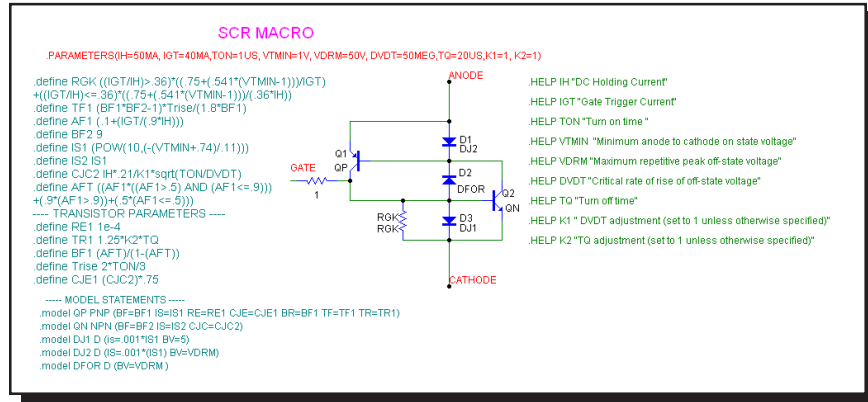 SCR MACRO
.PARAMETERS(IH=50MA, IGT=40MA,TON=1US, VTMIN=1V, VDRM=50V, DVDT=50MEG,TQ=20US,K1=1, K2=1)
.define RGK ((IGT/IH)>.36)*((.75+(.541*(VTMIN-1)))/IGT)
+((IGT/IH)<=.36)*((.75+(.541*(VTMIN-1)))/(.36*IH))
.define TF1 (BF1*BF2-1)*Trise/(1.8*BF1)
.define AF1 (.1+(IGT/(.9*IH)))
.define BF2 9
.define IS1 (POW(10,(-(VTMIN+.74)/.11)))
.define IS2 IS1
.define CJC2 IH*.21/K1*sqrt(TON/DVDT)
.define AFT ((AF1*((AF1>.5) AND (AF1<=.9)))
+(.9*(AF1>.9))+(.5*(AF1<=.5)))
---- TRANSISTOR PARAMETERS ----
.define RE1 1e-4
.define TR1 1.25*K2*TQ
.define BF1 (AFT)/(1-(AFT))
.define Trise 2*TON/3
.define CJE1 (CJC2)*.75
----- MODEL STATEMENTS -----
.model QP PNP (BF=BF1 IS=IS1 RE=RE1 CJE=CJE1 BR=BF1 TF=TF1 TR=TR1)
.model QN NPN (BF=BF2 IS=IS2 CJC=CJC2)
.model DJ1 D (is=.001*IS1 BV=5)
.model DJ2 D (IS=.001*(IS1) BV=VDRM)
.model DFOR D (BV=VDRM )
ANODE
D1
DJ2
Q1
QP
GATE
1
D2
DFOR
Q2
QN
RGK
RGK
D3
DJ1
CATHODE
.HELP IH "DC Holding Current"
.HELP IGT "Gate Trigger Current"
.HELP TON "Turn on time "
.HELP VTMIN  "Minimum anode to cathode on state voltage"
.HELP VDRM "Maximum repetitive peak off-state voltage"
.HELP DVDT "Critical rate of rise of off-state voltage"
.HELP TQ "Turn off time"
.HELP K1 " DVDT adjustment (set to 1 unless otherwise specified)"
.HELP K2 "TQ adjustment (set to 1 unless otherwise specified)"